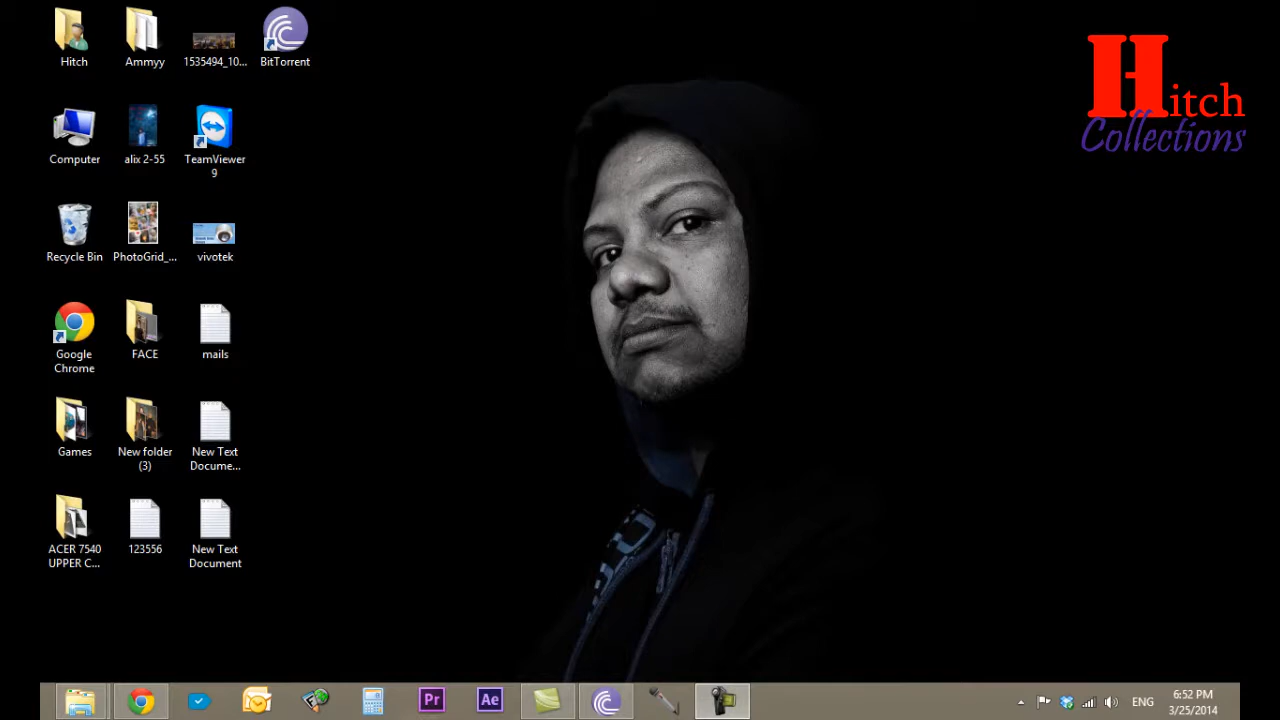 Hitch
Ammyy
1535494_10...
BitTorrent
Hitch
Collections
Computer
alix 2-55
TeamViewer
9
Recycle Bin
PhotoGrid_...
vivotek
Google
Chrome
FACE
mails
Games
New folder
(3)
New Text
Docume...
ACER 7540
UPPER C...
123556
New Text
Document
Pr
Ae
ENG
6:52 PM
3/25/2014